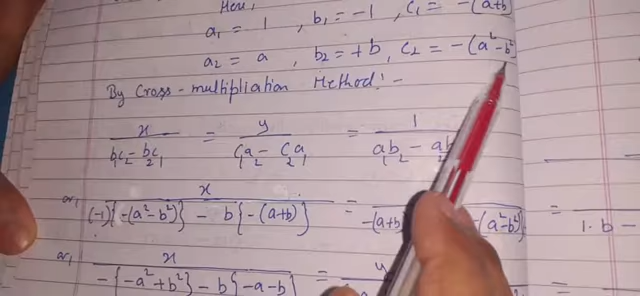 Here,
a₁ = 1 , b₁ = -1 , c₁ = -(a+b)
a₂ = a , b₂ = +b , c₂ = -(a²-b²)
By Cross-multipliation Method:-
x/(b₁c₂ - b₂c₁) = y/(c₁a₂ - c₂a₁) = 1/(a₁b₂ - a₂b
or, x/((-1){-(a²-b²)} - b{-(a+b)}) = -(a+b) (a²-b²) = 1.b -
or, x/(-{-a²+b²} - b{-a-b}) = y